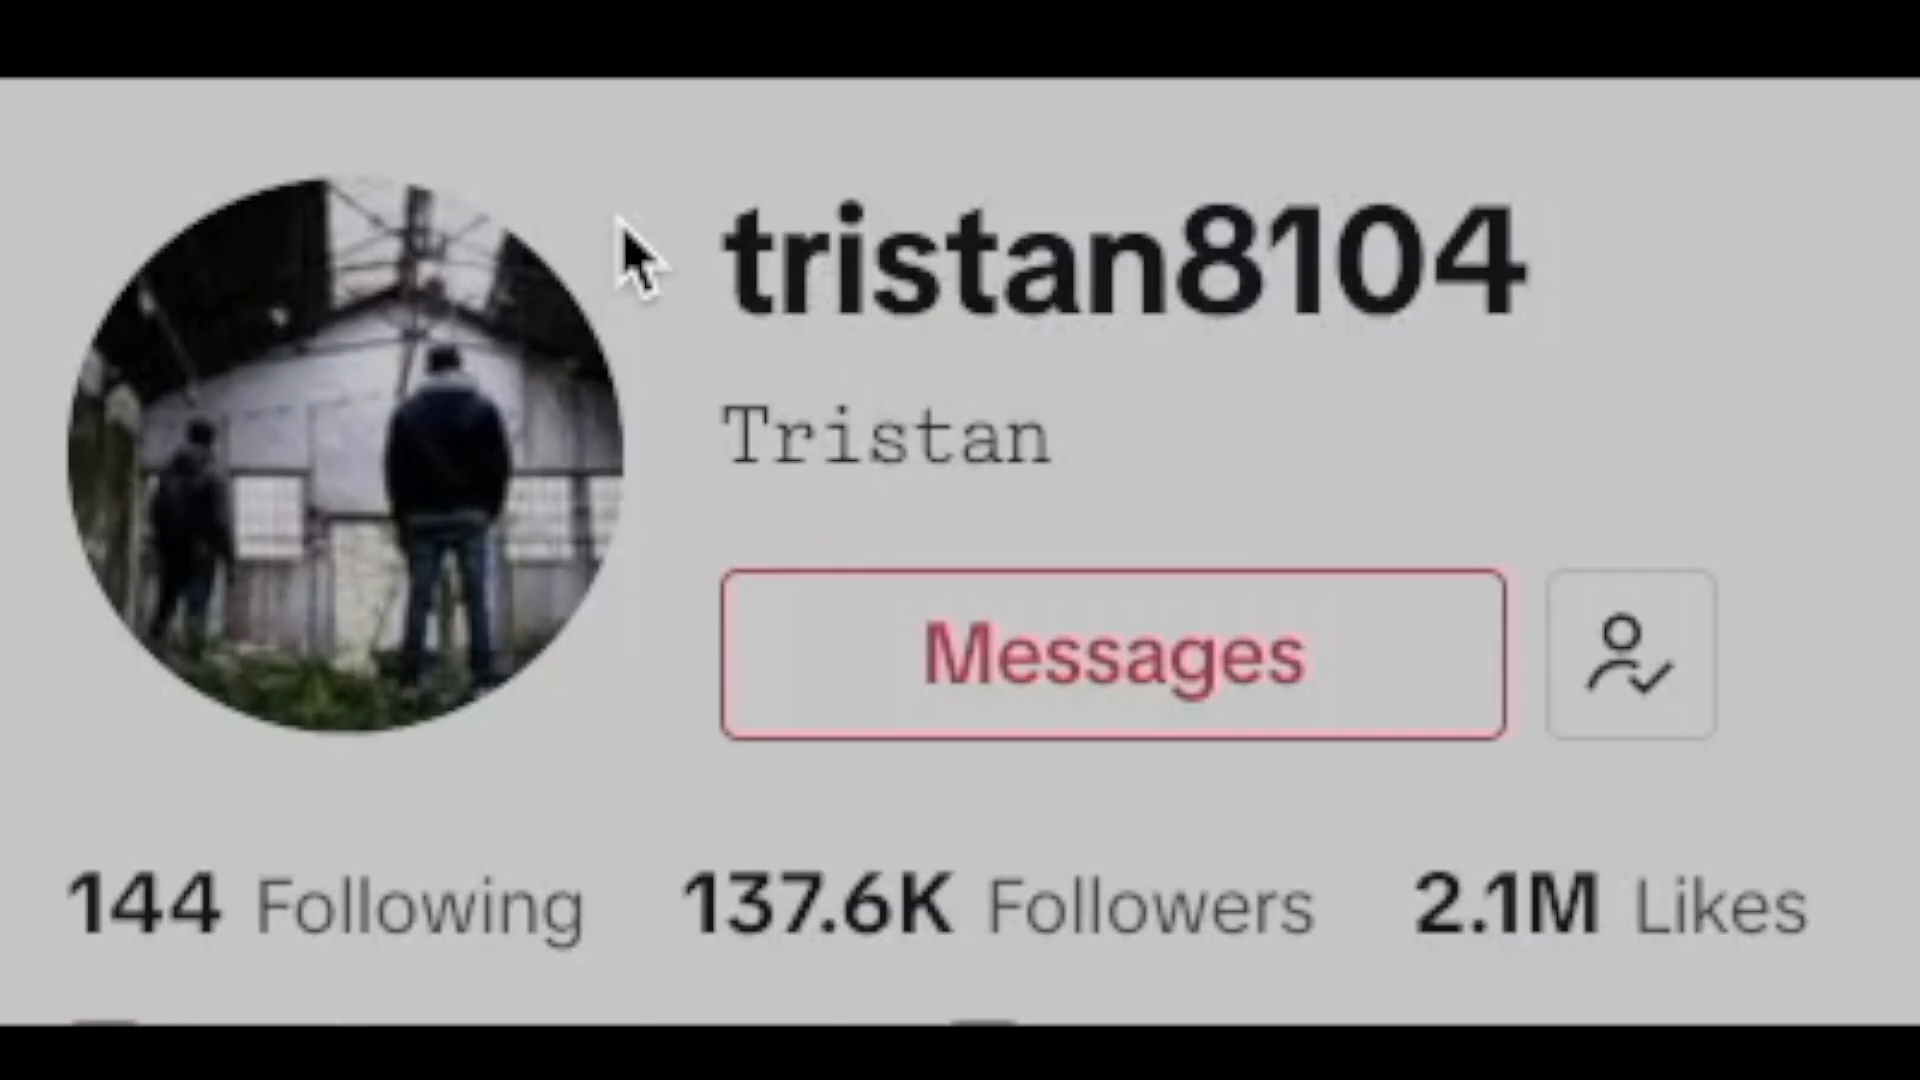 tristan8104
Tristan
Messages
144 Following 137.6K Followers 2.1M Likes